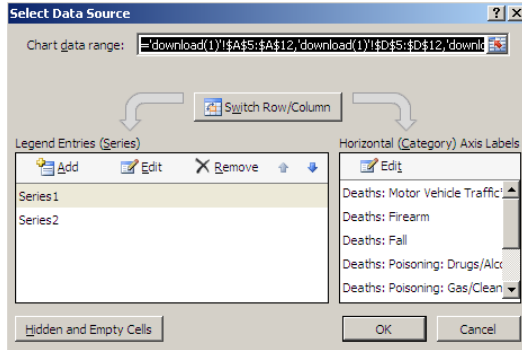 Select Data Source
Chart data range: ='download(1)'!$A$5:$A$12,'download(1)'!$D$5:$D$12,'downlo
Switch Row/Column
Legend Entries (Series)
Add Edit Remove
Series1
Series2
Horizontal (Category) Axis Labels
Edit
Deaths: Motor Vehicle Traffic
Deaths: Firearm
Deaths: Fall
Deaths: Poisoning: Drugs/Alco
Deaths: Poisoning: Gas/Clean
Hidden and Empty Cells
OK Cancel